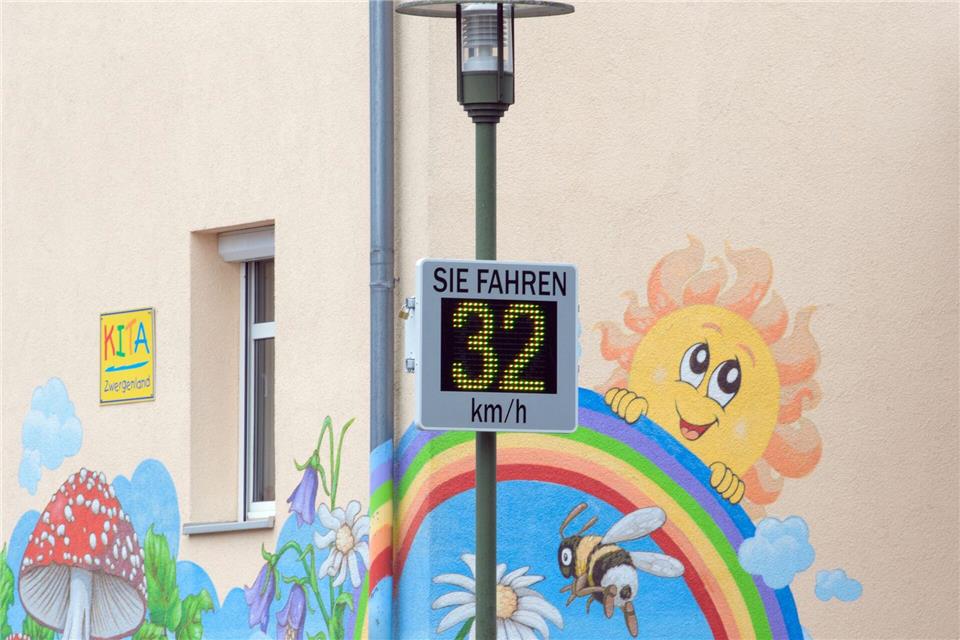 SIE FAHREN
32
km/h
KITA
Zwergenland